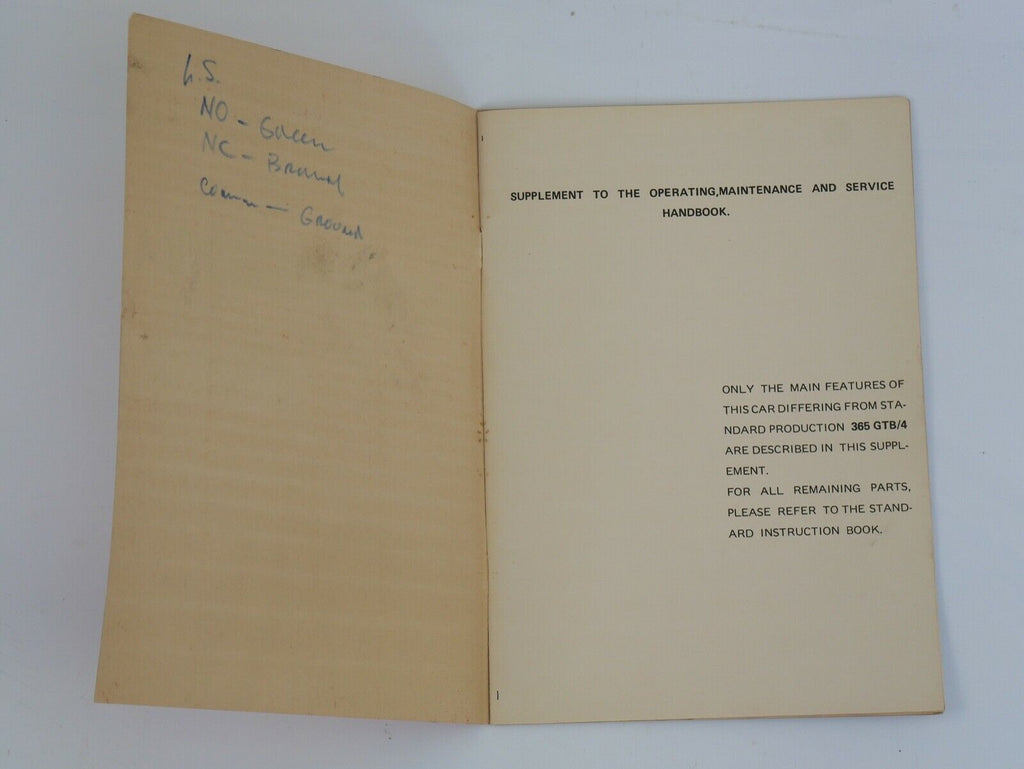 L.S.
NO - Green
NC - Brown
Common - Ground
SUPPLEMENT TO THE OPERATING,MAINTENANCE AND SERVICE
HANDBOOK.
ONLY THE MAIN FEATURES OF
THIS CAR DIFFERING FROM STA-
NDARD PRODUCTION 365 GTB/4
ARE DESCRIBED IN THIS SUPPL-
EMENT.
FOR ALL REMAINING PARTS,
PLEASE REFER TO THE STAND-
ARD INSTRUCTION BOOK.